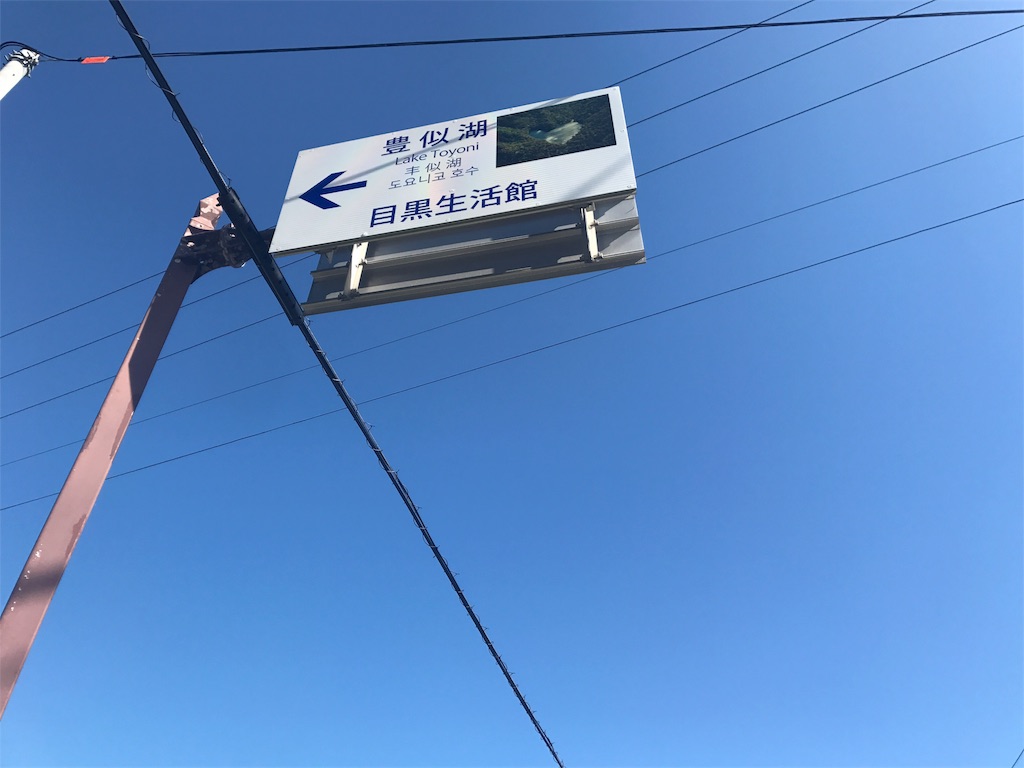 豊似湖
Lake Toyoni
丰似湖
도요니코 호수
目黒生活館